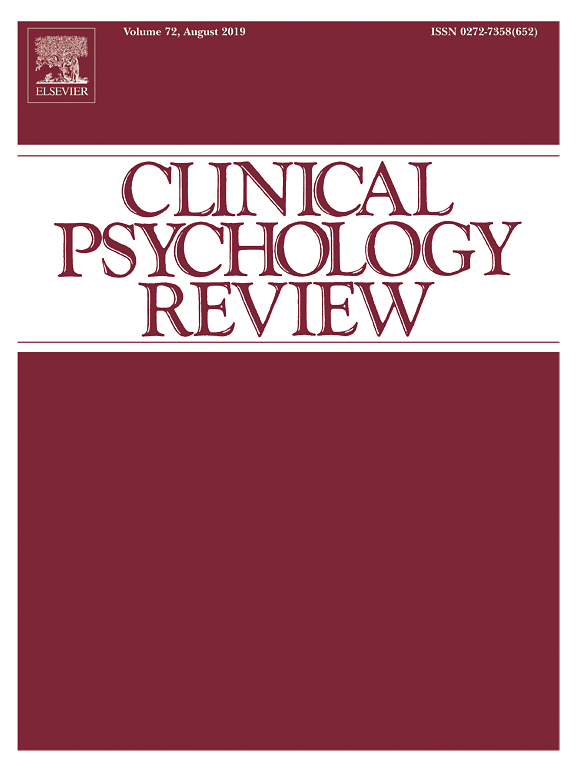 Volume 72, August 2019
ISSN 0272-7358(652)
ELSEVIER
CLINICAL
PSYCHOLOGY
REVIEW